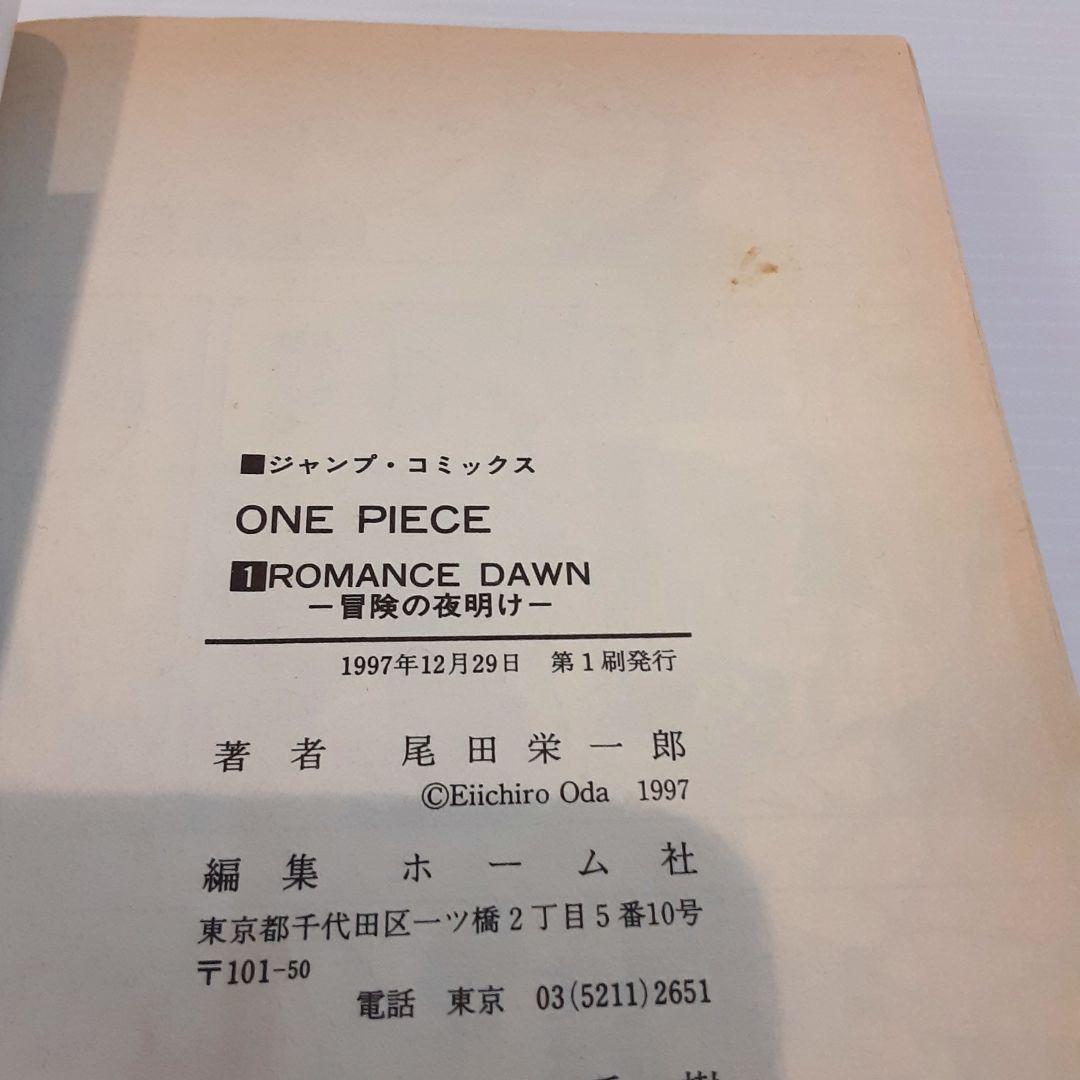 ■ジャンプ・コミックス
ONE PIECE
1ROMANCE DAWN
―冒険の夜明け―
1997年12月29日 第1刷発行
著者 尾田栄一郎
©Eiichiro Oda 1997
編集 ホーム社
東京都千代田区一ツ橋2丁目5番10号
〒101-50
電話 東京 03(5211)2651